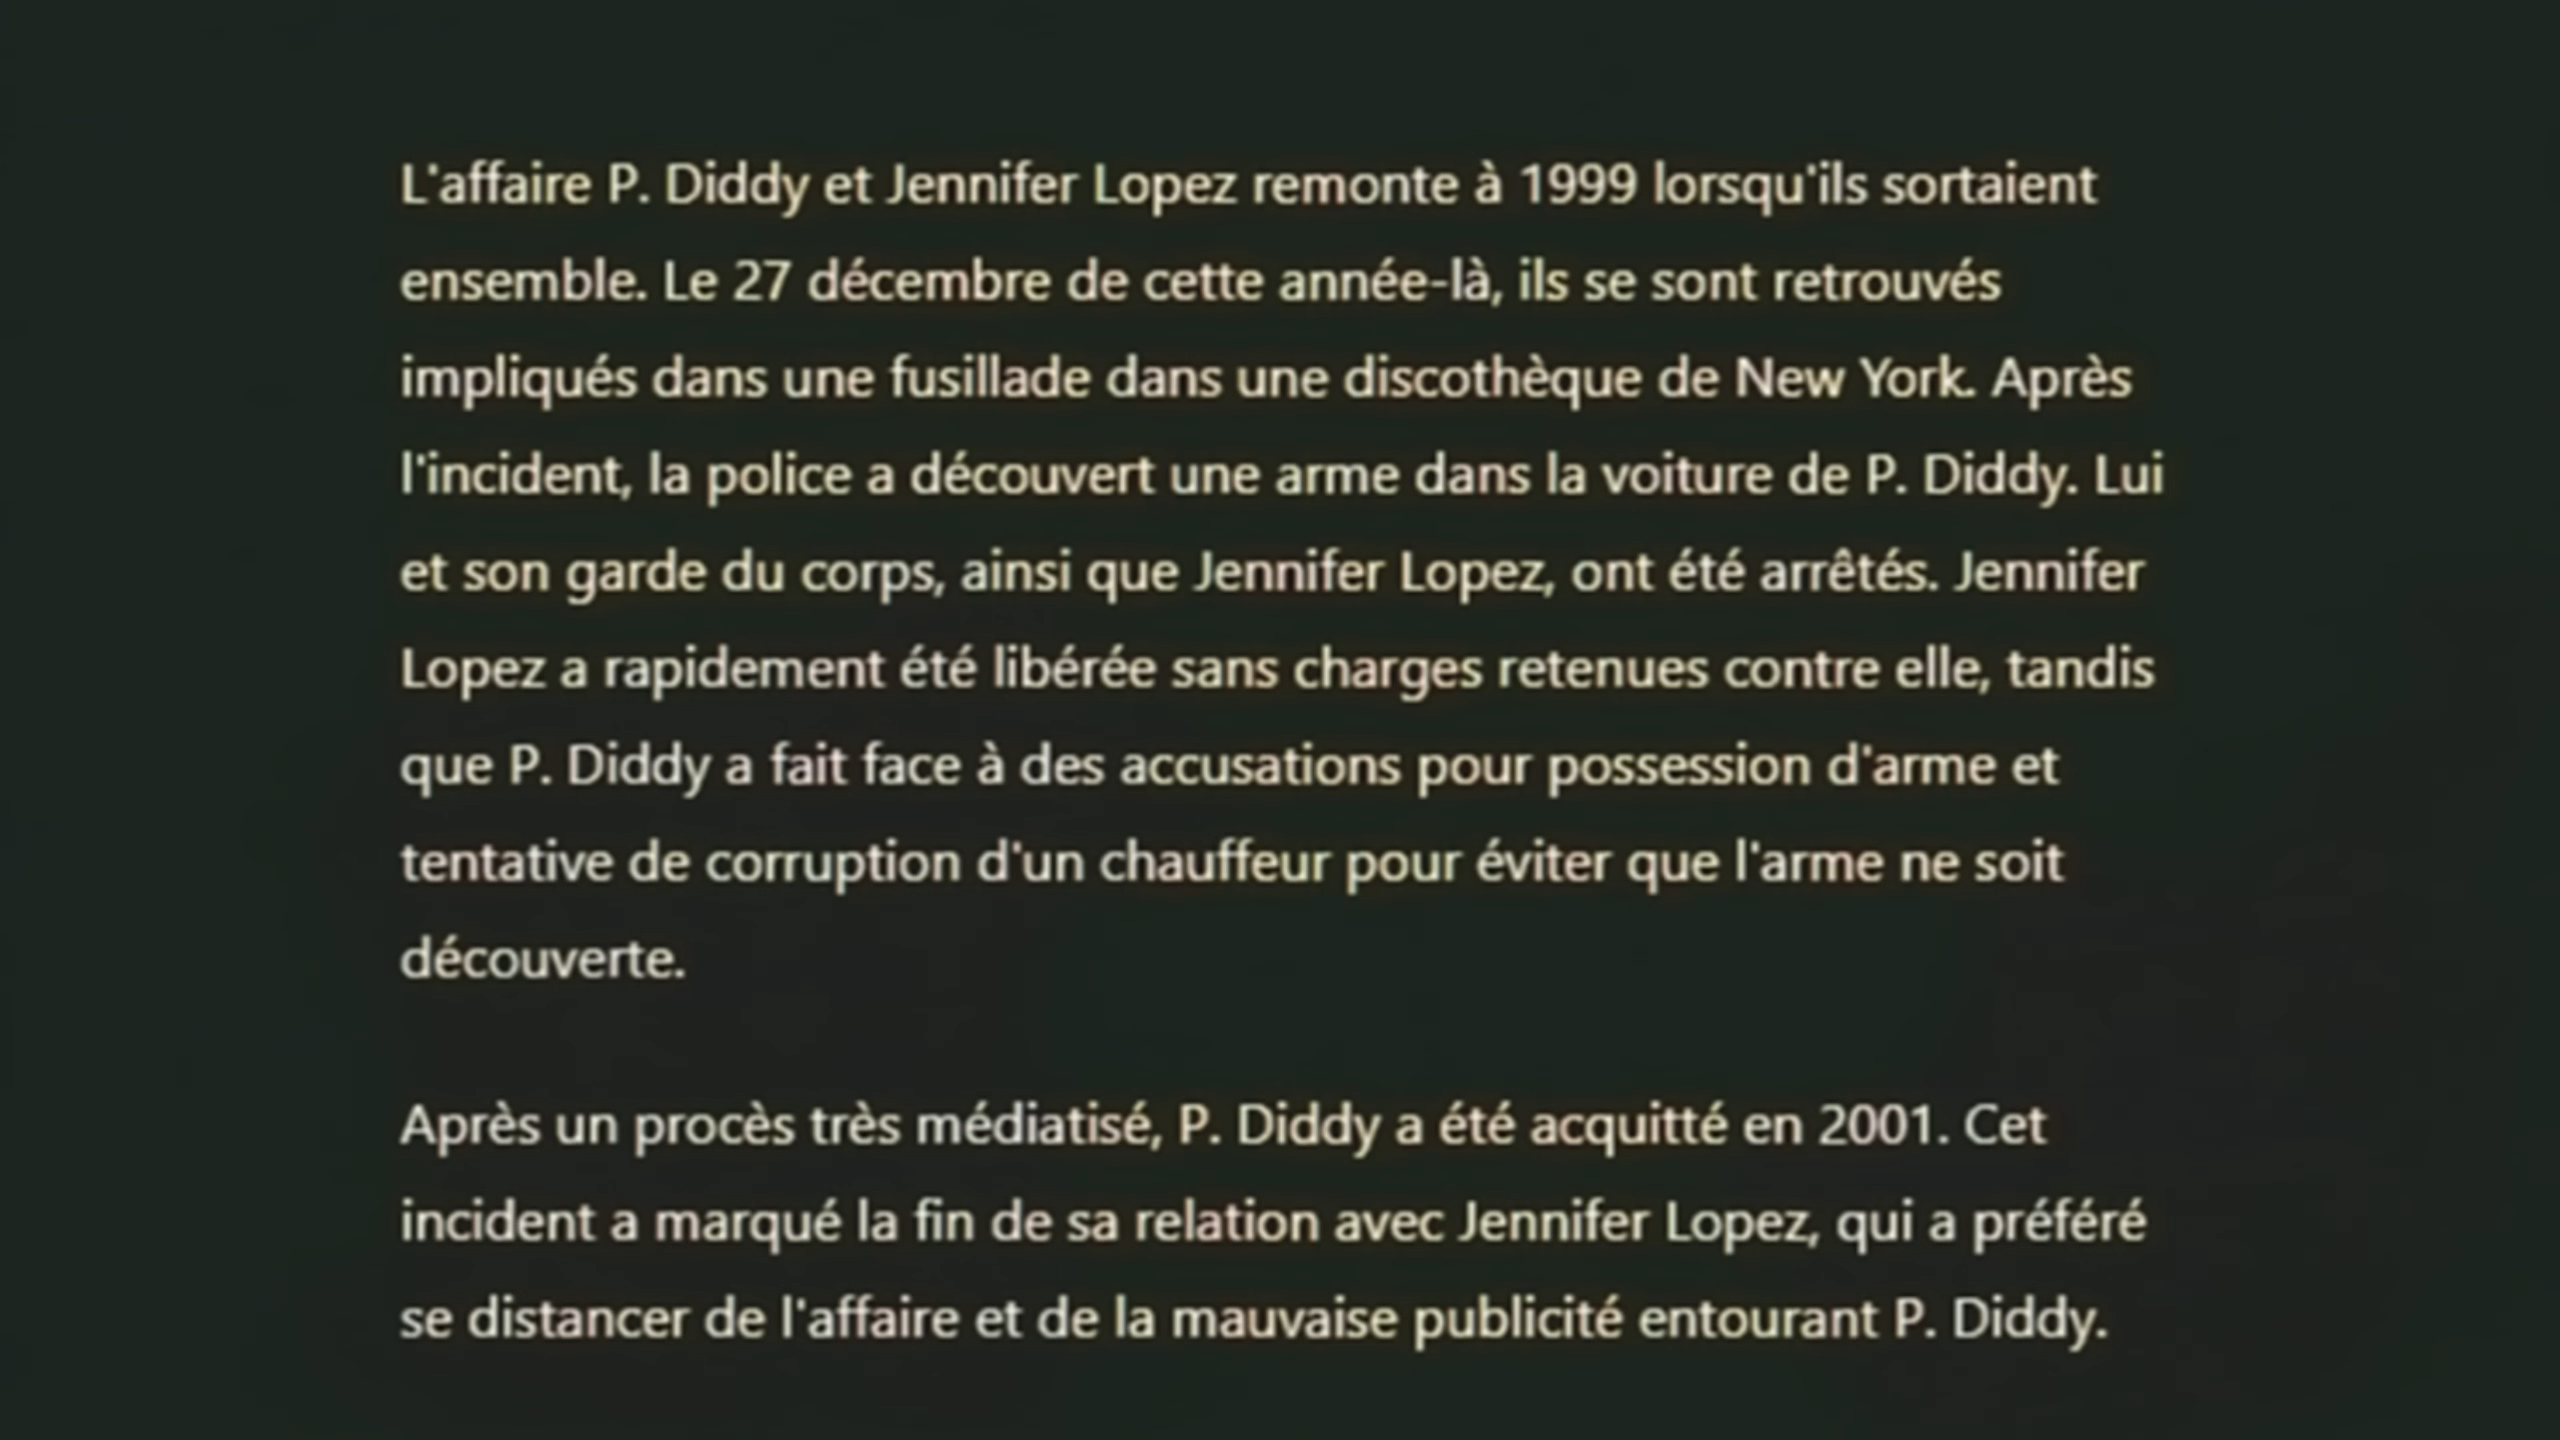 L'affaire P. Diddy et Jennifer Lopez remonte à 1999 lorsqu'ils sortaient
ensemble. Le 27 décembre de cette année-là, ils se sont retrouvés
impliqués dans une fusillade dans une discothèque de New York. Après
l'incident, la police a découvert une arme dans la voiture de P. Diddy. Lui
et son garde du corps, ainsi que Jennifer Lopez, ont été arrêtés. Jennifer
Lopez a rapidement été libérée sans charges retenues contre elle, tandis
que P. Diddy a fait face à des accusations pour possession d'arme et
tentative de corruption d'un chauffeur pour éviter que l'arme ne soit
découverte.
Après un procès très médiatisé, P. Diddy a été acquitté en 2001. Cet
incident a marqué la fin de sa relation avec Jennifer Lopez, qui a préféré
se distancer de l'affaire et de la mauvaise publicité entourant P. Diddy.